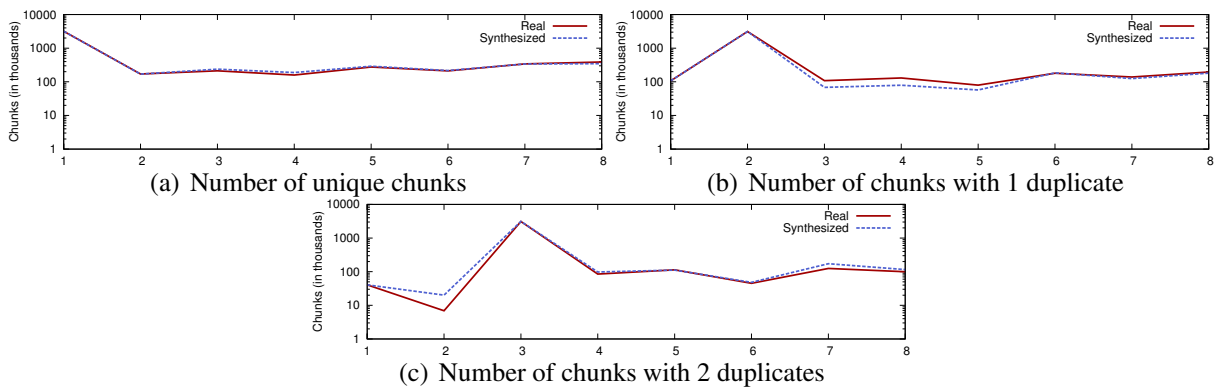 10000
1000
100
10
1
Chunks (in thousands)
Real
Synthesized
1 2 3 4 5 6 7 8
(a) Number of unique chunks
10000
1000
100
10
1
Chunks (in thousands)
Real
Synthesized
1 2 3 4 5 6 7 8
(b) Number of chunks with 1 duplicate
10000
1000
100
10
1
Chunks (in thousands)
Real
Synthesized
1 2 3 4 5 6 7 8
(c) Number of chunks with 2 duplicates